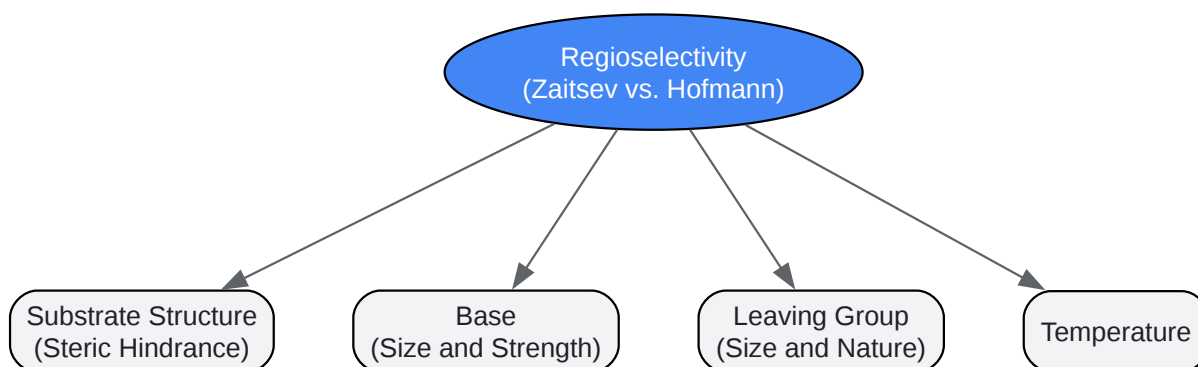 Regioselectivity
(Zaitsev vs. Hofmann)
Substrate Structure
(Steric Hindrance)
Base
(Size and Strength)
Leaving Group
(Size and Nature)
Temperature